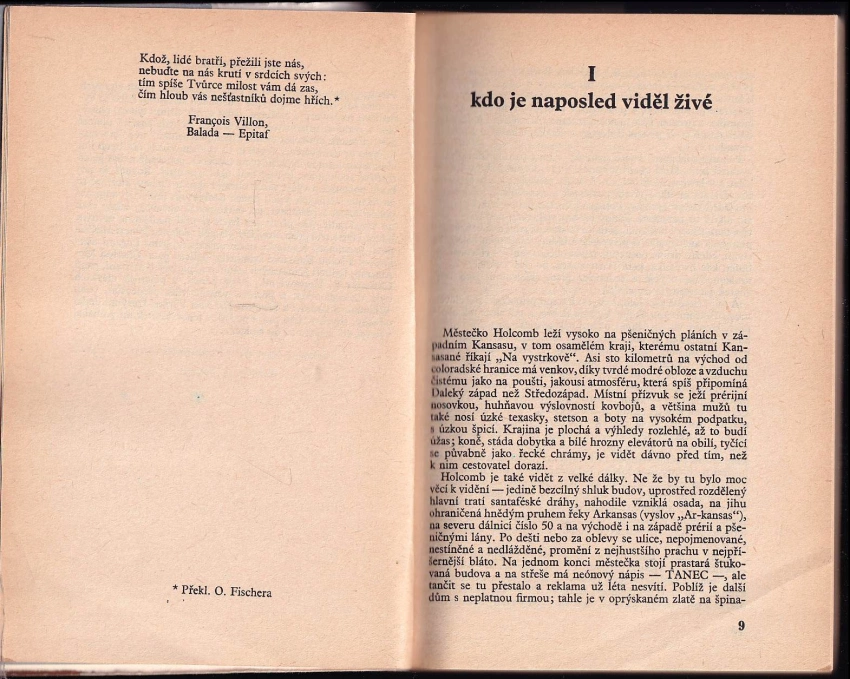 Kdož, lidé bratří, přežili jste nás,
nebuďte na nás krutí v srdcích svých:
tím spíše Tvůrce milost vám dá zas,
čím hloub vás nešťastníků dojme hřích.*
François Villon,
Balada — Epitaf
* Překl. O. Fischera
I
kdo je naposled viděl živé
Městečko Holcomb leží vysoko na pšeničných pláních v zá-
padním Kansasu, v tom osamělém kraji, kterému ostatní Kan-
sasané říkají „Na vystrkově“. Asi sto kilometrů na východ od
coloradské hranice má venkov, díky tvrdé modré obloze a vzduchu
čistému jako na poušti, jakousi atmosféru, která spíš připomíná
Daleký západ než Středozápad. Místní přízvuk se ježí prérijní
nosovkou, huhňavou výslovností kovbojů, a většina mužů tu
také nosí úzké texasky, stetson a boty na vysokém podpatku,
s úzkou špicí. Krajina je plochá a výhledy rozlehlé, až to budí
úžas; koně, stáda dobytka a bílé hrozny elevátorů na obilí, tyčící
se půvabně jako řecké chrámy, je vidět dávno před tím, než
k nim cestovatel dorazí.
Holcomb je také vidět z velké dálky. Ne že by tu bylo moc
věcí k vidění — jedině bezcílný shluk budov, uprostřed rozdělený
hlavní tratí santaféské dráhy, nahodile vzniklá osada, na jihu
ohraničená hnědým pruhem řeky Arkansas (vyslov „Ar-kansas“),
na severu dálnicí číslo 50 a na východě i na západě prérií a pše-
ničnými lány. Po dešti nebo za oblevy se ulice, nepojmenované,
nestíněné a nedlážděné, promění z nejhustšího prachu v nejpří-
šernější bláto. Na jednom konci městečka stojí prastará štuko-
vaná budova a na střeše má neónový nápis — TANEC —, ale
tančit se tu přestalo a reklama už léta nesvítí. Poblíž je další
dům s neplatnou firmou; tahle je v oprýskaném zlatě na špina-
9